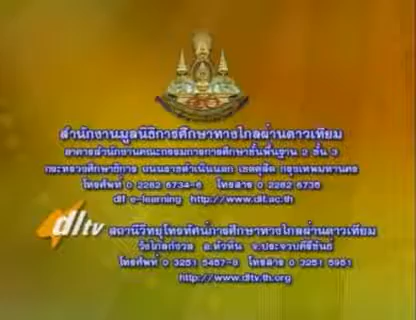 สำนักงานมูลนิธิการศึกษาทางไกลผ่านดาวเทียม
อาคารสำนักงานคณะกรรมการการศึกษาขั้นพื้นฐาน 2 ชั้น 3
กระทรวงศึกษาธิการ ถนนราชดำเนินนอก เขตดุสิต กรุงเทพมหานคร
โทรศัพท์ 0 2282 6734-6 โทรสาร 0 2282 6735
dlf e-learning http://www.dlf.ac.th
dltv สถานีวิทยุโทรทัศน์การศึกษาทางไกลผ่านดาวเทียม
วังไกลกังวล อ.หัวหิน จ.ประจวบคีรีขันธ์
โทรศัพท์ 0 3251 5457-8 โทรสาร 0 3251 5951
http://www.dltv.th.org